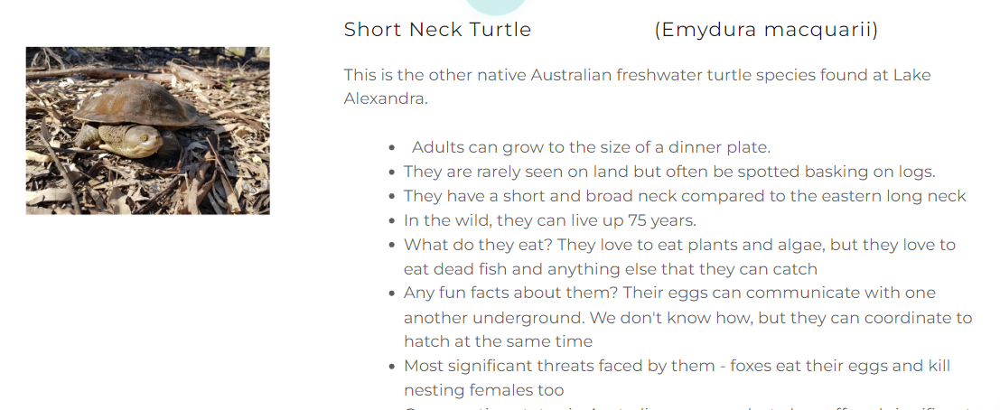 Short Neck Turtle (Emydura macquarii)
This is the other native Australian freshwater turtle species found at Lake
Alexandra.
• Adults can grow to the size of a dinner plate.
• They are rarely seen on land but often be spotted basking on logs.
• They have a short and broad neck compared to the eastern long neck
• In the wild, they can live up 75 years.
• What do they eat? They love to eat plants and algae, but they love to
eat dead fish and anything else that they can catch
• Any fun facts about them? Their eggs can communicate with one
another underground. We don't know how, but they can coordinate to
hatch at the same time
• Most significant threats faced by them - foxes eat their eggs and kill
nesting females too